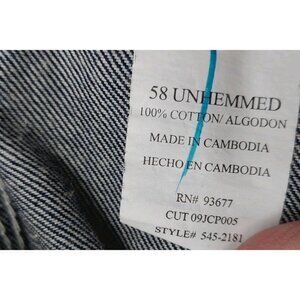 58 UNHEMMED
100% COTTON/ ALGODON
MADE IN CAMBODIA
HECHO EN CAMBODIA
RN# 93677
CUT 09JCP005
STYLE# 545-2181